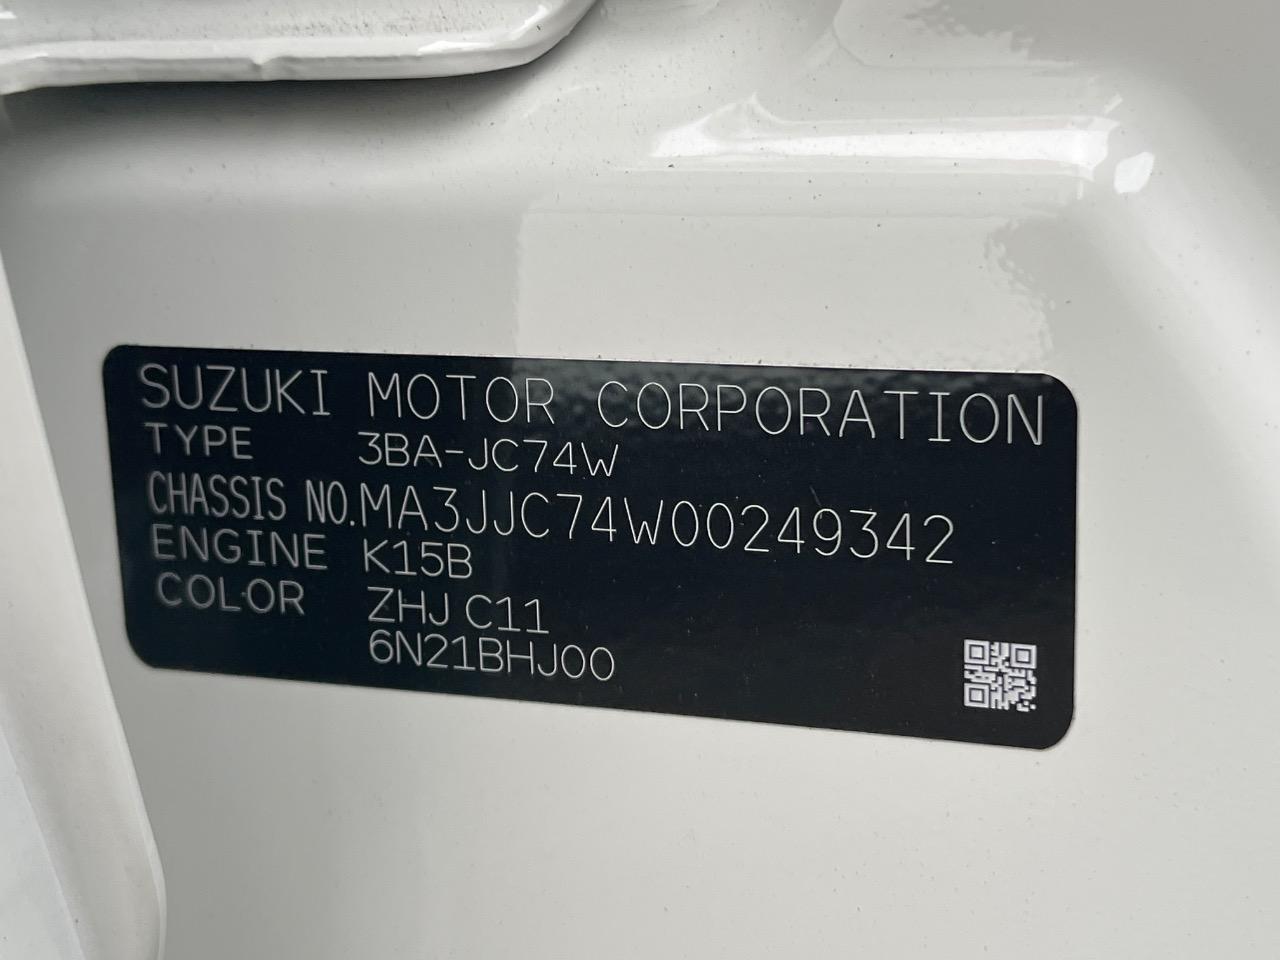 SUZUKI MOTOR CORPORATION
TYPE 3BA-JC74W
CHASSIS NO. MA3JJC74W00249342
ENGINE K15B
COLOR ZHJ C11
6N21BHJ00